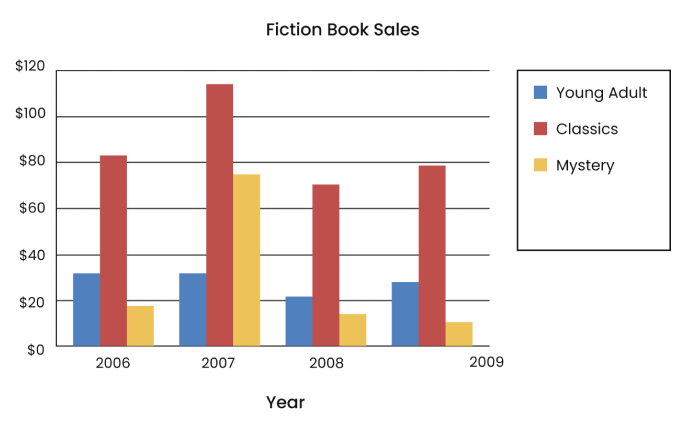 Fiction Book Sales
$120
$100
$80
$60
$40
$20
$0
2006 2007 2008 2009
Year
Young Adult
Classics
Mystery